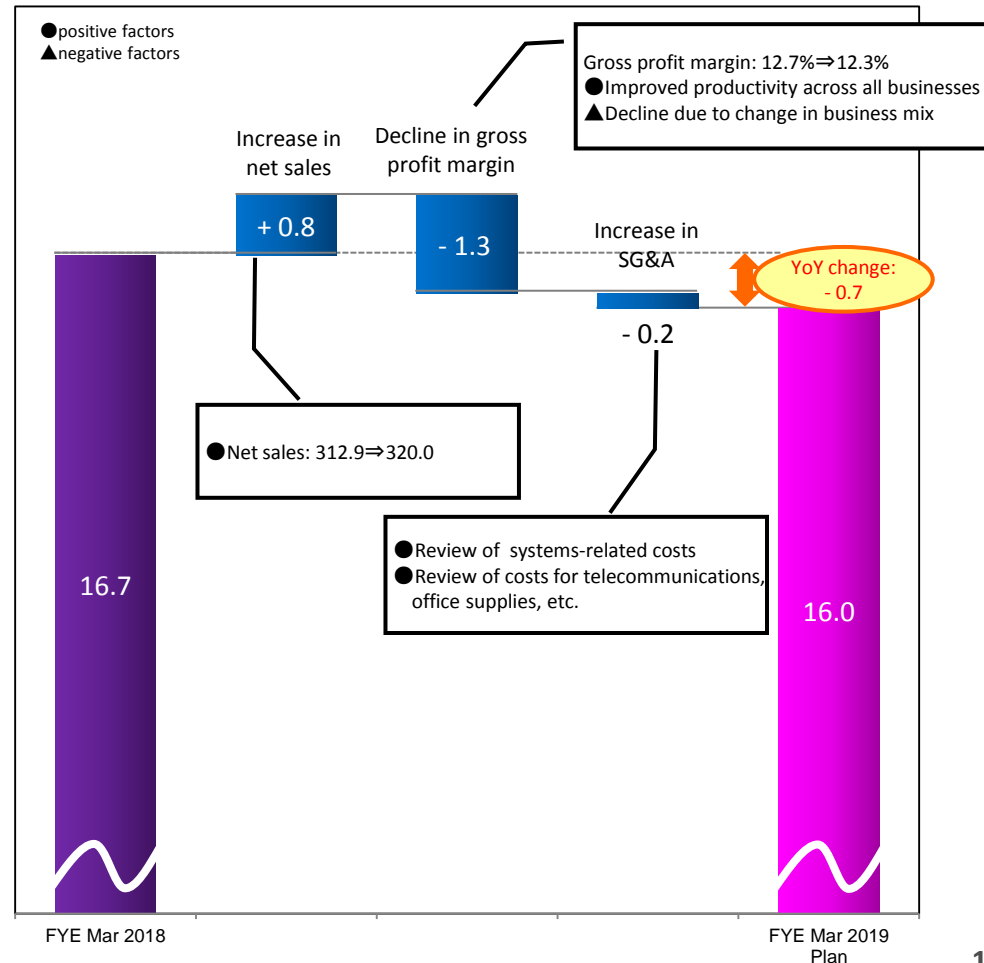 ●positive factors
▲negative factors
Gross profit margin: 12.7%⇒12.3%
●Improved productivity across all businesses
▲Decline due to change in business mix
Increase in
net sales
Decline in gross
profit margin
+ 0.8
- 1.3
Increase in
SG&A
YoY change:
- 0.7
- 0.2
●Net sales: 312.9⇒320.0
●Review of  systems-related costs
●Review of costs for telecommunications,
office supplies, etc.
16.7
16.0
FYE Mar 2018
FYE Mar 2019
Plan